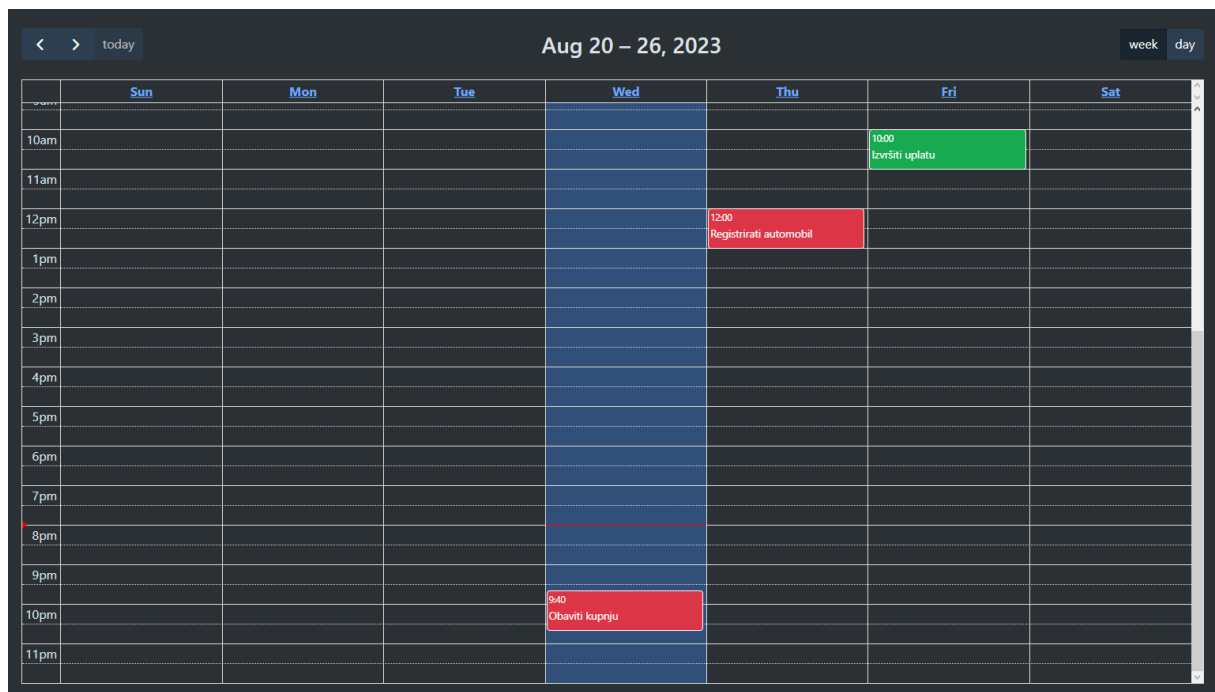 today
Aug 20 – 26, 2023
week day
Sun Mon Tue Wed Thu Fri Sat
10am
10:00
Izvršiti uplatu
11am
12pm
12:00
Registrirati automobil
1pm
2pm
3pm
4pm
5pm
6pm
7pm
8pm
9pm
9:40
Obaviti kupnju
10pm
11pm